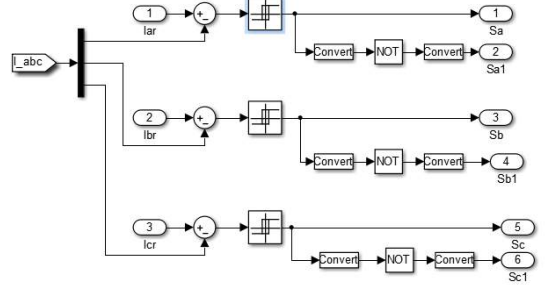 1
1
Iar
Sa
Convert
NOT
Convert
2
I_abc
Sa1
2
3
Ibr
Sb
Convert
NOT
Convert
4
Sb1
3
5
Icr
Sc
Convert
NOT
Convert
6
Sc1